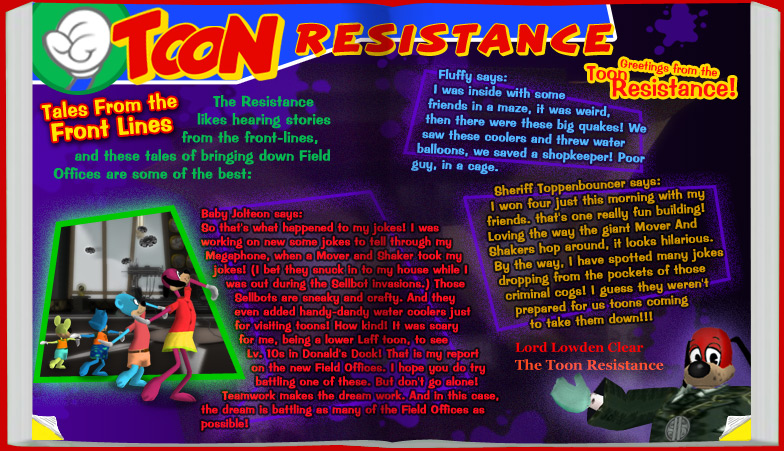 TOON RESISTANCE
Tales From the
Front Lines
The Resistance
likes hearing stories
from the front-lines,
and these tales of bringing down Field
Offices are some of the best:
Baby Jolteon says:
So that's what happened to my jokes! I was
working on new some jokes to tell through my
Megaphone, when a Mover and Shaker took my
jokes! (I bet they snuck in to my house while I
was out during the Sellbot invasions.) Those
Sellbots are sneaky and crafty. And they
even added handy-dandy water coolers just
for visiting toons! How kind! It was scary
for me, being a lower Laff toon, to see
Lv. 10s in Donald's Dock! That is my report
on the new Field Offices. I hope you do try
battling one of these. But don't go alone!
Teamwork makes the dream work. And in this case,
the dream is battling as many of the Field Offices as
possible!
Greetings from the
Toon Resistance!
Fluffy says:
I was inside with some
friends in a maze, it was weird,
then there were these big quakes! We
saw these coolers and threw water
balloons, we saved a shopkeeper! Poor
guy, in a cage.
Sheriff Toppenbouncer says:
I won four just this morning with my
friends. that's one really fun building!
Loving the way the giant Mover And
Shakers hop around, it looks hilarious.
By the way, I have spotted many jokes
dropping from the pockets of those
criminal cogs! I guess they weren't
prepared for us toons coming
to take them down!!!
Lord Lowden Clear
The Toon Resistance